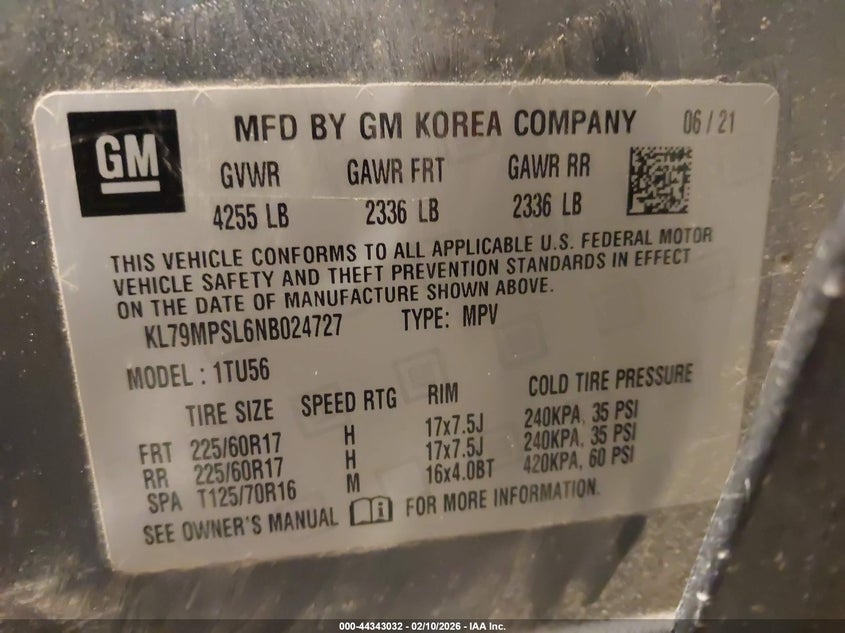 GM
MFD BY GM KOREA COMPANY 06 / 21
GVWR GAWR FRT GAWR RR
4255 LB 2336 LB 2336 LB
THIS VEHICLE CONFORMS TO ALL APPLICABLE U.S. FEDERAL MOTOR
VEHICLE SAFETY AND THEFT PREVENTION STANDARDS IN EFFECT
ON THE DATE OF MANUFACTURE SHOWN ABOVE.
KL79MPSL6NB024727 TYPE: MPV
MODEL : 1TU56
TIRE SIZE SPEED RTG RIM COLD TIRE PRESSURE
FRT 225/60R17 H 17x7.5J 240KPA, 35 PSI
RR 225/60R17 H 17x7.5J 240KPA, 35 PSI
SPA T125/70R16 M 16x4.0BT 420KPA, 60 PSI
SEE OWNER'S MANUAL i FOR MORE INFORMATION.
000-44343032 - 02/10/2026 - IAA Inc.